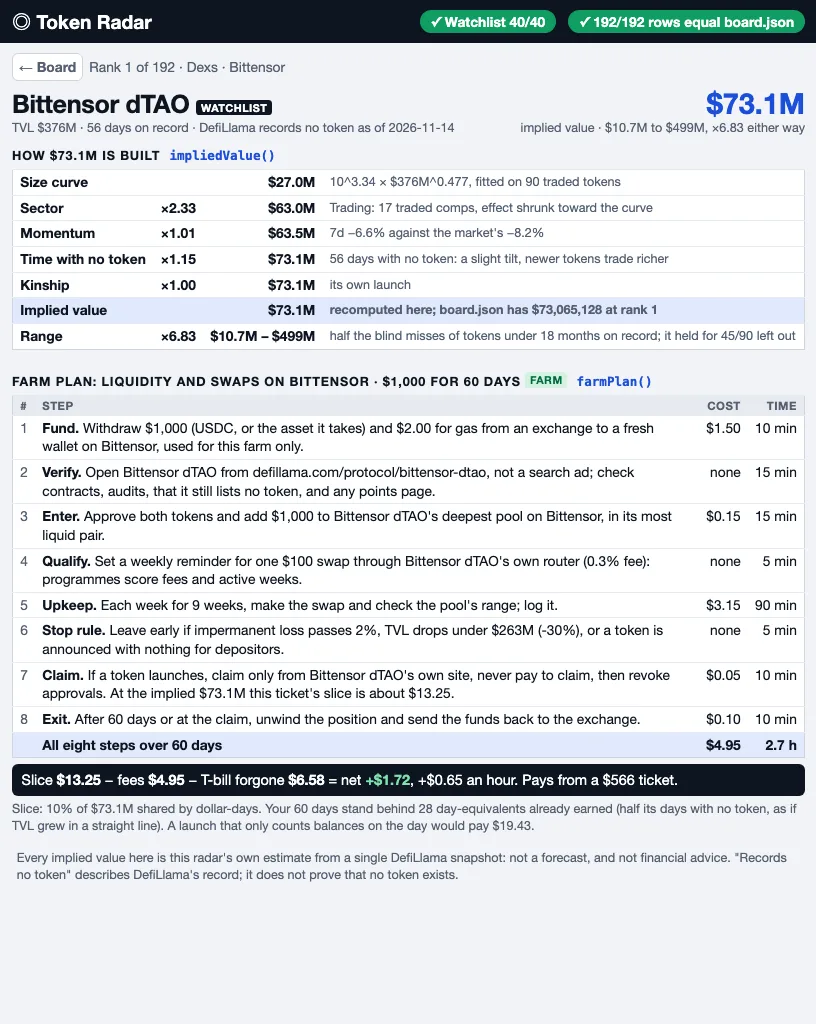 Token Radar
✓ Watchlist 40/40
✓ 192/192 rows equal board.json
← Board
Rank 1 of 192 · Dexs · Bittensor
Bittensor dTAO WATCHLIST
$73.1M
TVL $376M · 56 days on record · DefiLlama records no token as of 2026-11-14
implied value · $10.7M to $499M, ×6.83 either way
HOW $73.1M IS BUILT impliedValue()
Size curve $27.0M 10^3.34 × $376M^0.477, fitted on 90 traded tokens
Sector ×2.33 $63.0M Trading: 17 traded comps, effect shrunk toward the curve
Momentum ×1.01 $63.5M 7d −6.6% against the market's −8.2%
Time with no token ×1.15 $73.1M 56 days with no token: a slight tilt, newer tokens trade richer
Kinship ×1.00 $73.1M its own launch
Implied value $73.1M recomputed here; board.json has $73,065,128 at rank 1
Range ×6.83 $10.7M – $499M half the blind misses of tokens under 18 months on record; it held for 45/90 left out
FARM PLAN: LIQUIDITY AND SWAPS ON BITTENSOR · $1,000 FOR 60 DAYS FARM farmPlan()
# STEP COST TIME
1 Fund. Withdraw $1,000 (USDC, or the asset it takes) and $2.00 for gas from an exchange to a fresh $1.50 10 min
wallet on Bittensor, used for this farm only.
2 Verify. Open Bittensor dTAO from defillama.com/protocol/bittensor-dtao, not a search ad; check none 15 min
contracts, audits, that it still lists no token, and any points page.
3 Enter. Approve both tokens and add $1,000 to Bittensor dTAO's deepest pool on Bittensor, in its most $0.15 15 min
liquid pair.
4 Qualify. Set a weekly reminder for one $100 swap through Bittensor dTAO's own router (0.3% fee): none 5 min
programmes score fees and active weeks.
5 Upkeep. Each week for 9 weeks, make the swap and check the pool's range; log it. $3.15 90 min
6 Stop rule. Leave early if impermanent loss passes 2%, TVL drops under $263M (-30%), or a token is none 5 min
announced with nothing for depositors.
7 Claim. If a token launches, claim only from Bittensor dTAO's own site, never pay to claim, then revoke $0.05 10 min
approvals. At the implied $73.1M this ticket's slice is about $13.25.
8 Exit. After 60 days or at the claim, unwind the position and send the funds back to the exchange. $0.10 10 min
All eight steps over 60 days $4.95 2.7 h
Slice $13.25 − fees $4.95 − T-bill forgone $6.58 = net +$1.72, +$0.65 an hour. Pays from a $566 ticket.
Slice: 10% of $73.1M shared by dollar-days. Your 60 days stand behind 28 day-equivalents already earned (half its days with no token, as if
TVL grew in a straight line). A launch that only counts balances on the day would pay $19.43.
Every implied value here is this radar's own estimate from a single DefiLlama snapshot: not a forecast, and not financial advice. "Records
no token" describes DefiLlama's record; it does not prove that no token exists.